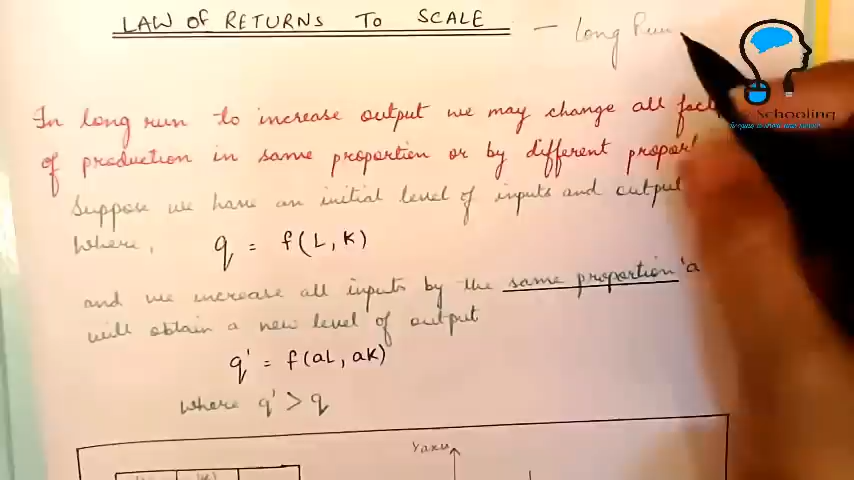 LAW OF RETURNS TO SCALE — Long Run
In long run to increase output we may change all
of production in same proportion or by different
Suppose we have an initial level of inputs and output
where, q = f(L, K)
and we increase all inputs by the same proportion 'a
will obtain a new level of output
q' = f(aL, aK)
where q' > q
Schooling
Yaxis